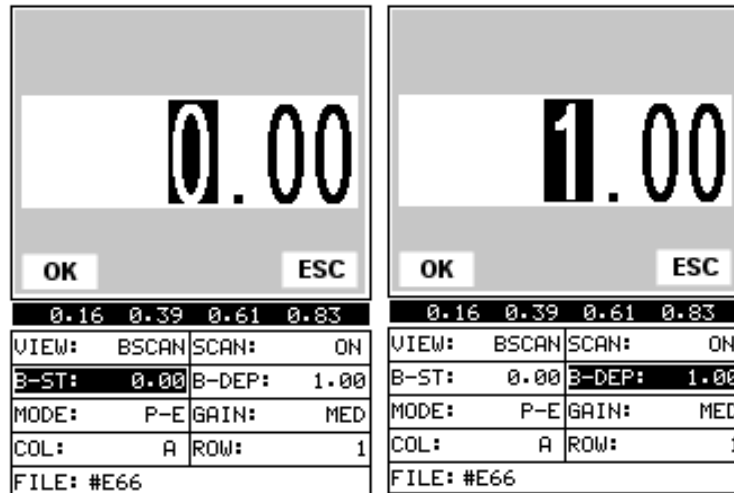 0.00
OK ESC
0.16 0.39 0.61 0.83
VIEW: BSCAN SCAN: ON
B-ST: 0.00 B-DEP: 1.00
MODE: P-E GAIN: MED
COL: A ROW: 1
FILE: #E66
1.00
OK ESC
0.16 0.39 0.61 0.83
VIEW: BSCAN SCAN: ON
B-ST: 0.00 B-DEP: 1.00
MODE: P-E GAIN: MED
COL: A ROW: 1
FILE: #E66